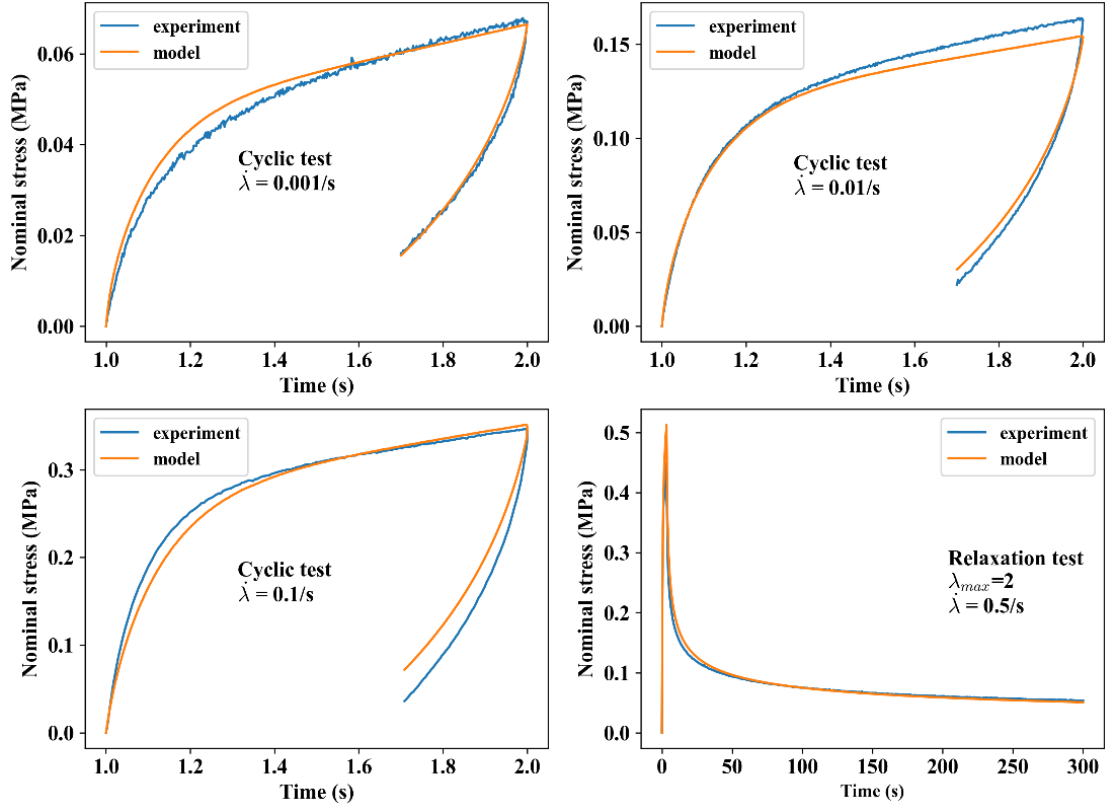 experiment
model
Nominal stress (MPa)
0.06
0.04
0.02
0.00
Cyclic test
λ̇ = 0.001/s
1.0 1.2 1.4 1.6 1.8 2.0
Time (s)
experiment
model
Nominal stress (MPa)
0.15
0.10
0.05
0.00
Cyclic test
λ̇ = 0.01/s
1.0 1.2 1.4 1.6 1.8 2.0
Time (s)
experiment
model
Nominal stress (MPa)
0.3
0.2
0.1
0.0
Cyclic test
λ̇ = 0.1/s
1.0 1.2 1.4 1.6 1.8 2.0
Time (s)
experiment
model
Nominal stress (MPa)
0.5
0.4
0.3
0.2
0.1
0.0
Relaxation test
λmax=2
λ̇ = 0.5/s
0 50 100 150 200 250 300
Time (s)